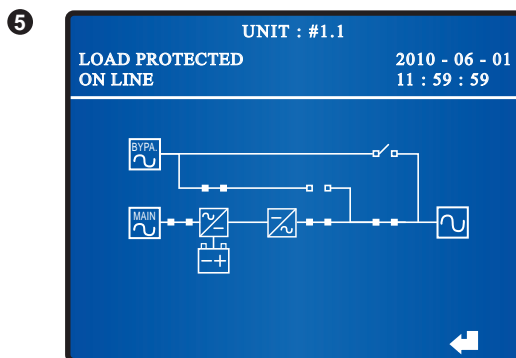 5
UNIT : #1.1
LOAD PROTECTED 2010 - 06 - 01
ON LINE 11 : 59 : 59
BYPA.
MAIN